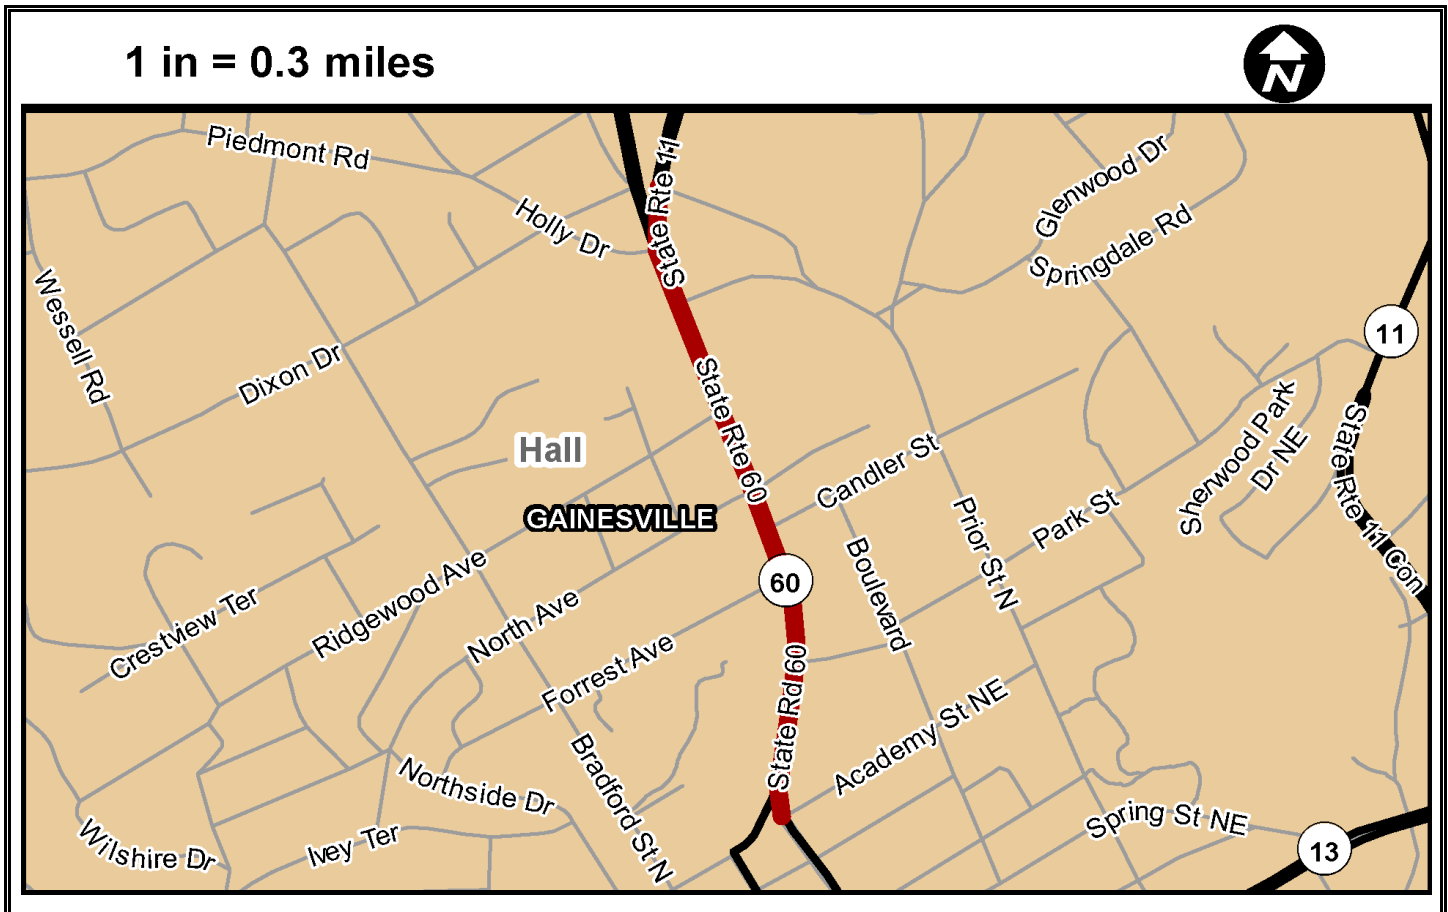 1 in = 0.3 miles
N
Piedmont Rd
State Rte 11
Glenwood Dr
Holly Dr
State
Springdale Rd
Wessell Rd
11
Dixon Dr
State Rte 60
Sherwood Park
Dr NE
State Rte 11 Con
Hall
Candler St
GAINESVILLE
Prior St N
Park St
Boulevard
60
Crestview Ter
Ridgewood Ave
North Ave
Forrest Ave
State Rd 60
Academy St NE
Bradford St N
Northside Dr
Wilshire Dr
Ivey Ter
Spring St NE
13